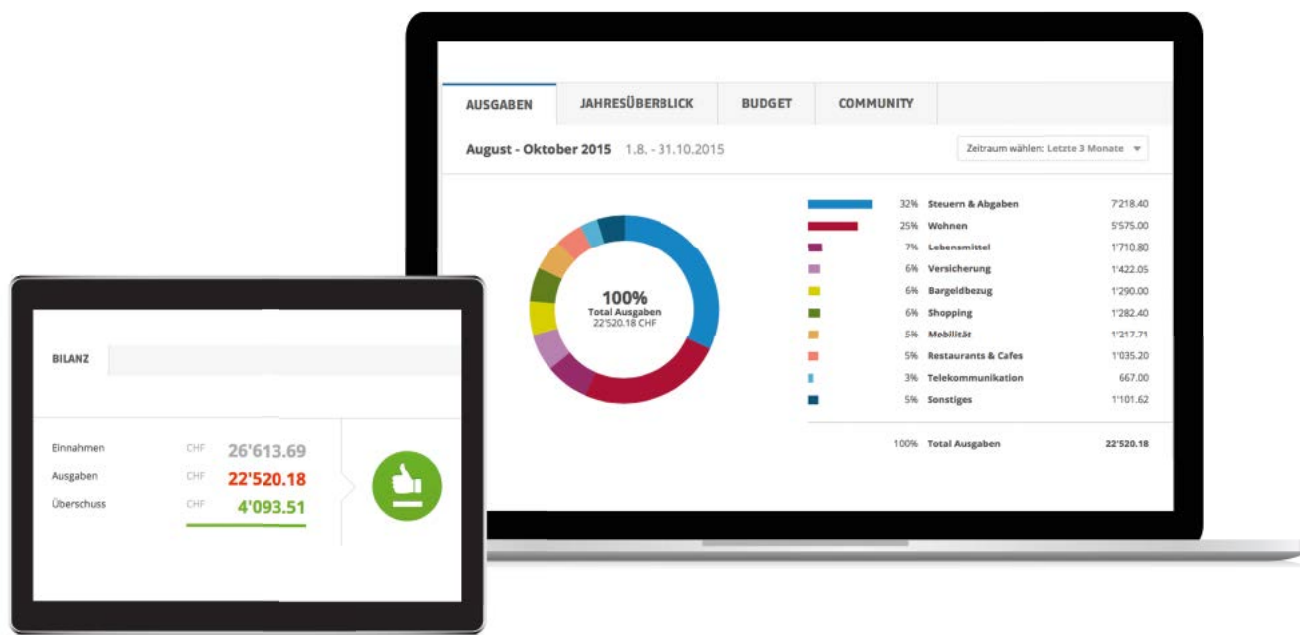 AUSGABEN JAHRESÜBERBLICK BUDGET COMMUNITY
August - Oktober 2015 1.8. - 31.10.2015 Zeitraum wählen: Letzte 3 Monate
100%
Total Ausgaben
22'520.18 CHF
32% Steuern & Abgaben 7'218.40
25% Wohnen 5'575.00
7% Lebensmittel 1'710.80
6% Versicherung 1'422.05
6% Bargeldbezug 1'290.00
6% Shopping 1'282.40
5% Mobilität 1'217.71
5% Restaurants & Cafes 1'035.20
3% Telekommunikation 667.00
5% Sonstiges 1'101.62
100% Total Ausgaben 22'520.18
BILANZ
Einnahmen CHF 26'613.69
Ausgaben CHF 22'520.18
Überschuss CHF 4'093.51